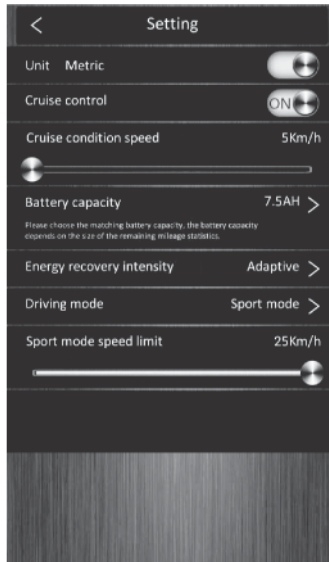 Setting
Unit Metric
Cruise control ON
Cruise condition speed 5Km/h
Battery capacity 7.5AH
Please choose the matching battery capacity, the battery capacity
depends on the size of the remaining mileage statistics.
Energy recovery intensity Adaptive
Driving mode Sport mode
Sport mode speed limit 25Km/h